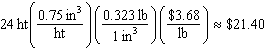 24 ht(0.75 in³/ht)(0.323 lb/1 in³)($3.68/lb) ≈ $21.40